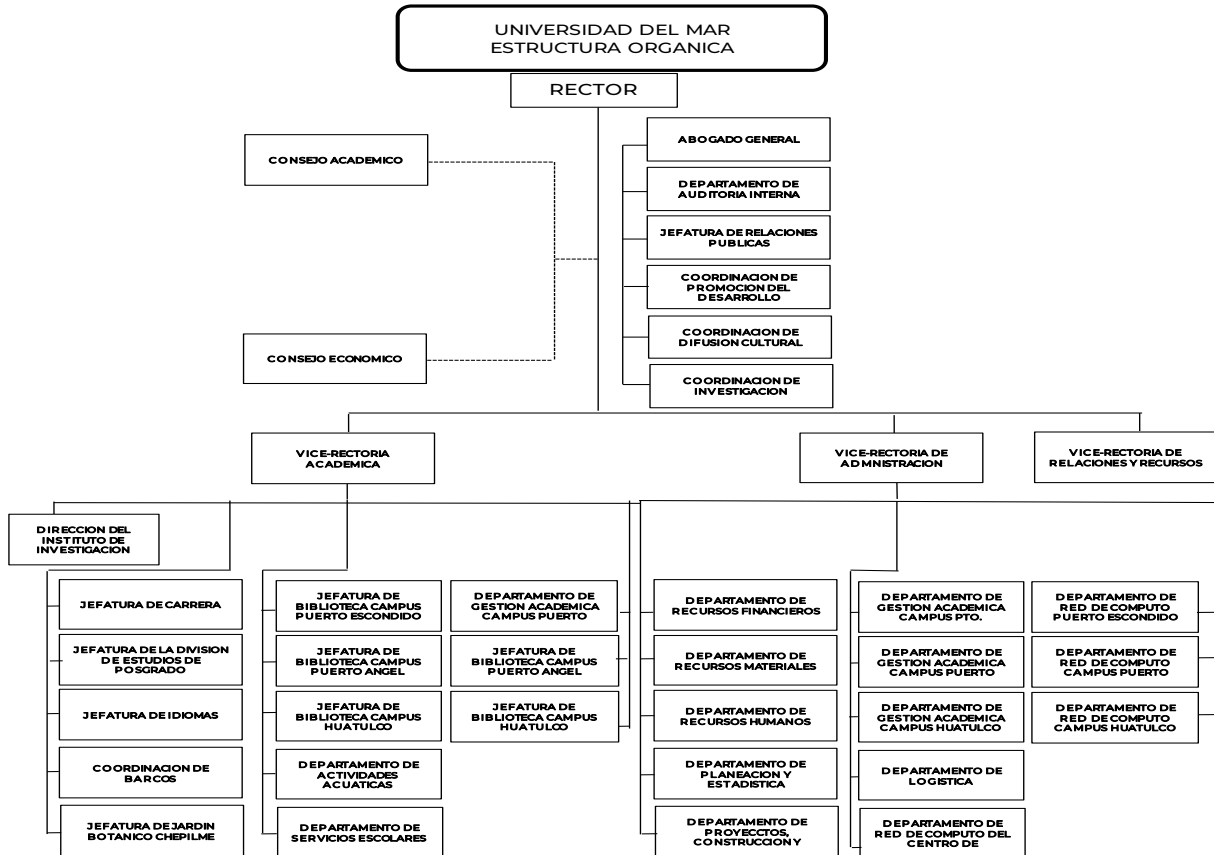 UNIVERSIDAD DEL MAR
ESTRUCTURA ORGANICA
RECTOR
CONSEJO ACADEMICO
CONSEJO ECONOMICO
ABOGADO GENERAL
DEPARTAMENTO DE
AUDITORIA INTERNA
JEFATURA DE RELACIONES
PUBLICAS
COORDINACION DE
PROMOCION DEL
DESARROLLO
COORDINACION DE
DIFUSION CULTURAL
COORDINACION DE
INVESTIGACION
VICE-RECTORIA
ACADEMICA
VICE-RECTORIA DE
ADMNISTRACION
VICE-RECTORIA DE
RELACIONES Y RECURSOS
DIRECCION DEL
INSTITUTO DE
INVESTIGACION
JEFATURA DE CARRERA
JEFATURA DE LA DIVISION
DE ESTUDIOS DE
POSGRADO
JEFATURA DE IDIOMAS
COORDINACION DE
BARCOS
JEFATURA DE JARDIN
BOTANICO CHEPILME
JEFATURA DE
BIBLIOTECA CAMPUS
PUERTO ESCONDIDO
JEFATURA DE
BIBLIOTECA CAMPUS
PUERTO ANGEL
JEFATURA DE
BIBLIOTECA CAMPUS
HUATULCO
DEPARTAMENTO DE
ACTIVIDADES
ACUATICAS
DEPARTAMENTO DE
SERVICIOS ESCOLARES
DEPARTAMENTO DE
GESTION ACADEMICA
CAMPUS PUERTO
JEFATURA DE
BIBLIOTECA CAMPUS
PUERTO ANGEL
JEFATURA DE
BIBLIOTECA CAMPUS
HUATULCO
DEPARTAMENTO DE
RECURSOS FINANCIEROS
DEPARTAMENTO DE
RECURSOS MATERIALES
DEPARTAMENTO DE
RECURSOS HUMANOS
DEPARTAMENTO DE
PLANEACION Y
ESTADISTICA
DEPARTAMENTO DE
PROYECCTOS,
CONSTRUCCION Y
DEPARTAMENTO DE
GESTION ACADEMICA
CAMPUS PTO.
DEPARTAMENTO DE
GESTION ACADEMICA
CAMPUS PUERTO
DEPARTAMENTO DE
GESTION ACADEMICA
CAMPUS HUATULCO
DEPARTAMENTO DE
LOGISTICA
DEPARTAMENTO DE
RED DE COMPUTO DEL
CENTRO DE
DEPARTAMENTO DE
RED DE COMPUTO
PUERTO ESCONDIDO
DEPARTAMENTO DE
RED DE COMPUTO
CAMPUS PUERTO
DEPARTAMENTO DE
RED DE COMPUTO
CAMPUS HUATULCO